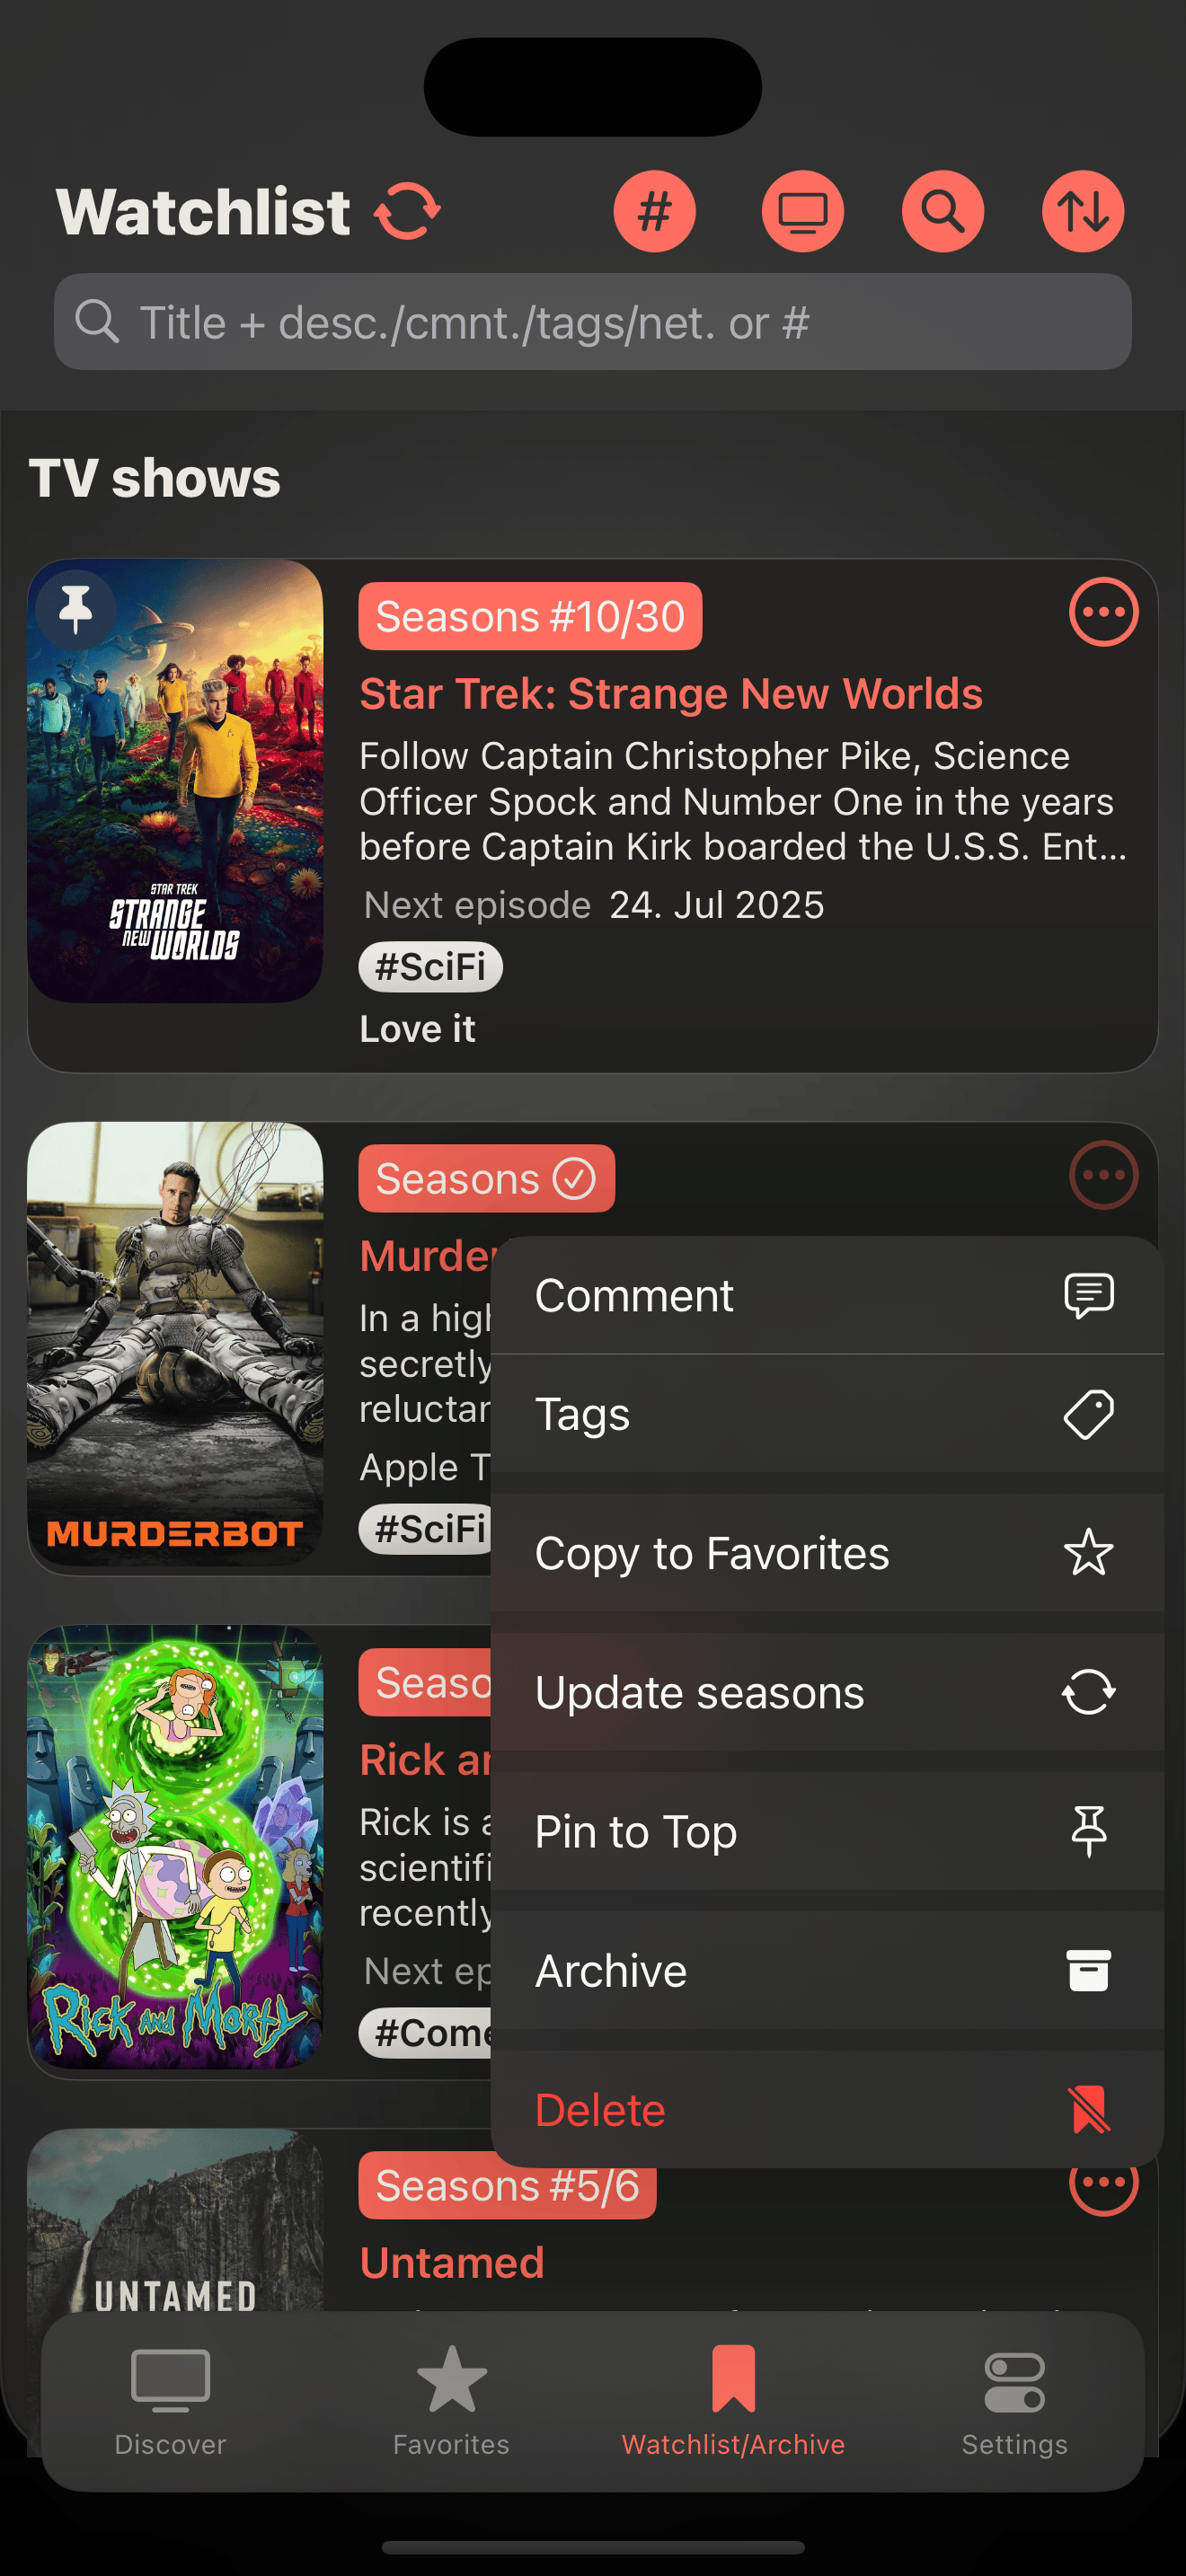 Watchlist
#
Title + desc./cmnt./tags/net. or #
TV shows
Seasons #10/30
Star Trek: Strange New Worlds
Follow Captain Christopher Pike, Science
Officer Spock and Number One in the years
before Captain Kirk boarded the U.S.S. Ent...
Next episode 24. Jul 2025
#SciFi
Love it
STAR TREK
STRANGE
NEW WORLDS
Seasons
Murder
In a high
secretly
Apple T
#SciFi
MURDERBOT
Comment
Tags
Copy to Favorites
Update seasons
Pin to Top
Archive
Delete
Seaso
Rick an
Rick is a
scientifi
recently
Next ep
#Come
RICK AND MORTY
Seasons #5/6
Untamed
UNTAMED
Discover
Favorites
Watchlist/Archive
Settings